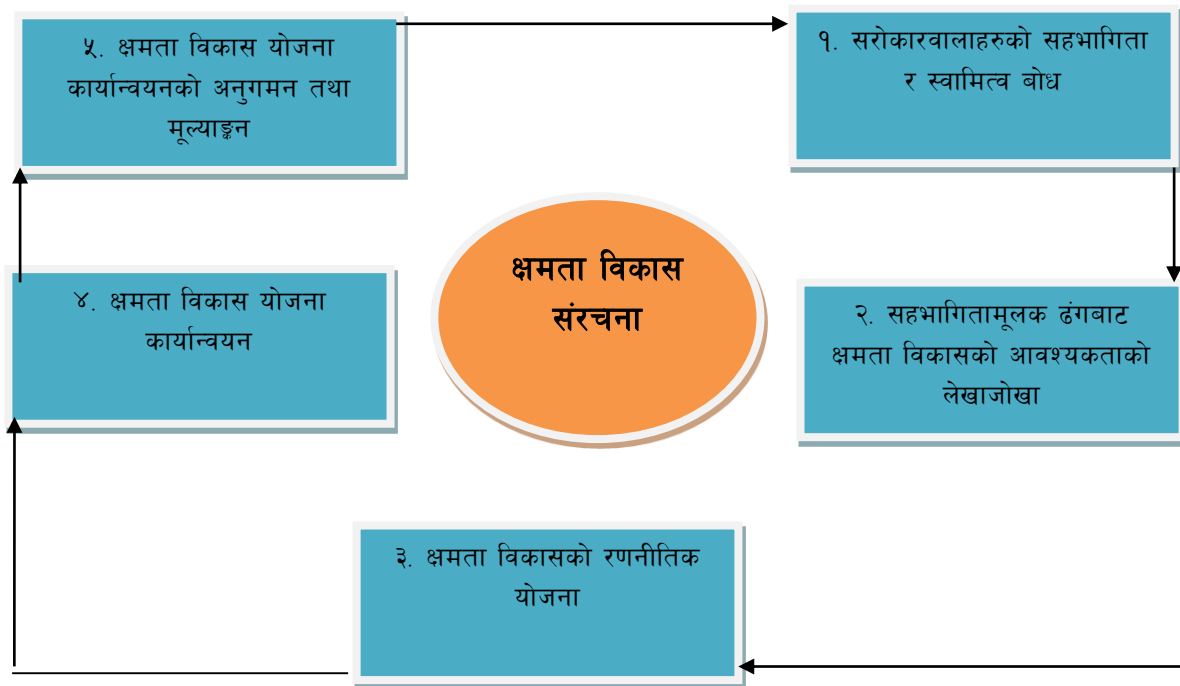 ५. क्षमता विकास योजना
कार्यान्वयनको अनुगमन तथा
मूल्याङ्कन
१. सरोकारवालाहरुको सहभागिता
र स्वामित्व बोध
क्षमता विकास
संरचना
४. क्षमता विकास योजना
कार्यान्वयन
२. सहभागितामूलक ढंगबाट
क्षमता विकासको आवश्यकताको
लेखाजोखा
३. क्षमता विकासको रणनीतिक
योजना